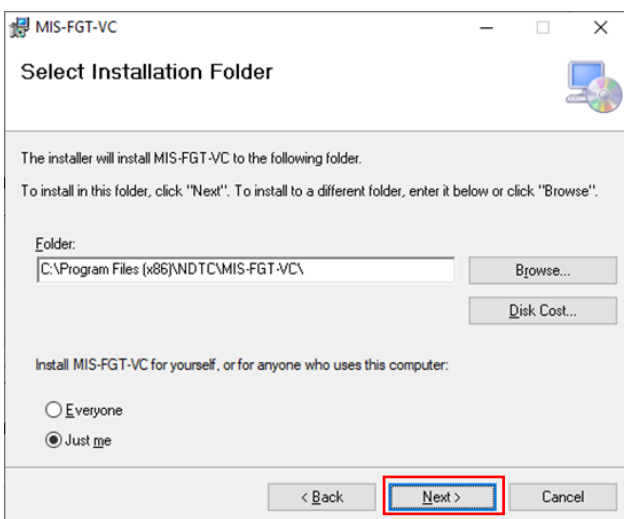 MIS-FGT-VC
Select Installation Folder
The installer will install MIS-FGT-VC to the following folder.
To install in this folder, click "Next". To install to a different folder, enter it below or click "Browse".
Folder:
C:\Program Files (x86)\NDTC\MIS-FGT-VC\
Browse...
Disk Cost...
Install MIS-FGT-VC for yourself, or for anyone who uses this computer:
Everyone
Just me
< Back
Next >
Cancel